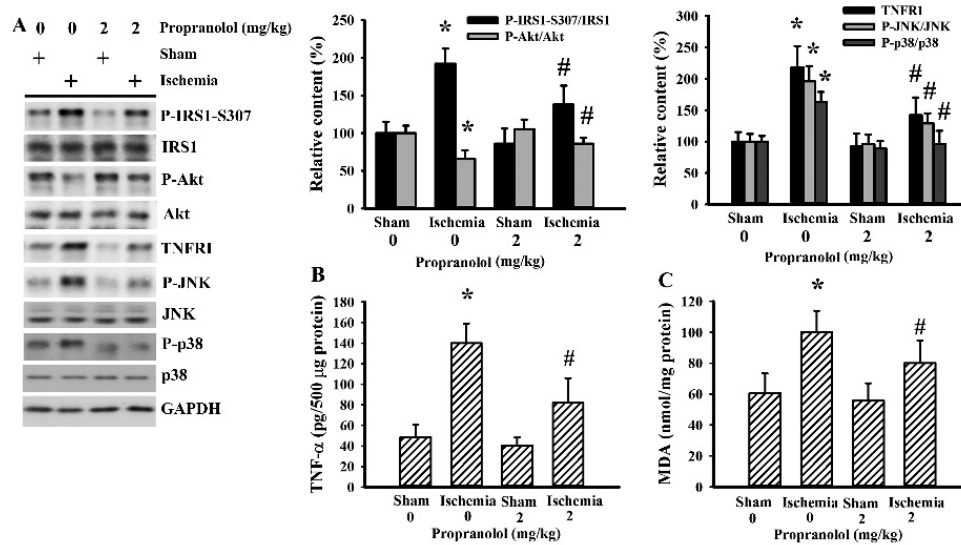 A
0 0 2 2 Propranolol (mg/kg)
+ + Sham
+ + Ischemia
P-IRS1-S307
IRS1
P-Akt
Akt
TNFR1
P-JNK
JNK
P-p38
p38
GAPDH
Relative content (%)
250
200
150
100
50
0
P-IRS1-S307/IRS1
P-Akt/Akt
*
*
#
#
Sham Ischemia Sham Ischemia
0 0 2 2
Propranolol (mg/kg)
Relative content (%)
300
250
200
150
100
50
0
TNFR1
P-JNK/JNK
P-p38/p38
* * *
# # #
Sham Ischemia Sham Ischemia
0 0 2 2
Propranolol (mg/kg)
B
TNF-α (pg/500 μg protein)
180
160
140
120
100
80
60
40
20
0
*
#
Sham Ischemia Sham Ischemia
0 0 2 2
Propranolol (mg/kg)
C
MDA (nmol/mg protein)
120
100
80
60
40
20
0
*
#
Sham Ischemia Sham Ischemia
0 0 2 2
Propranolol (mg/kg)